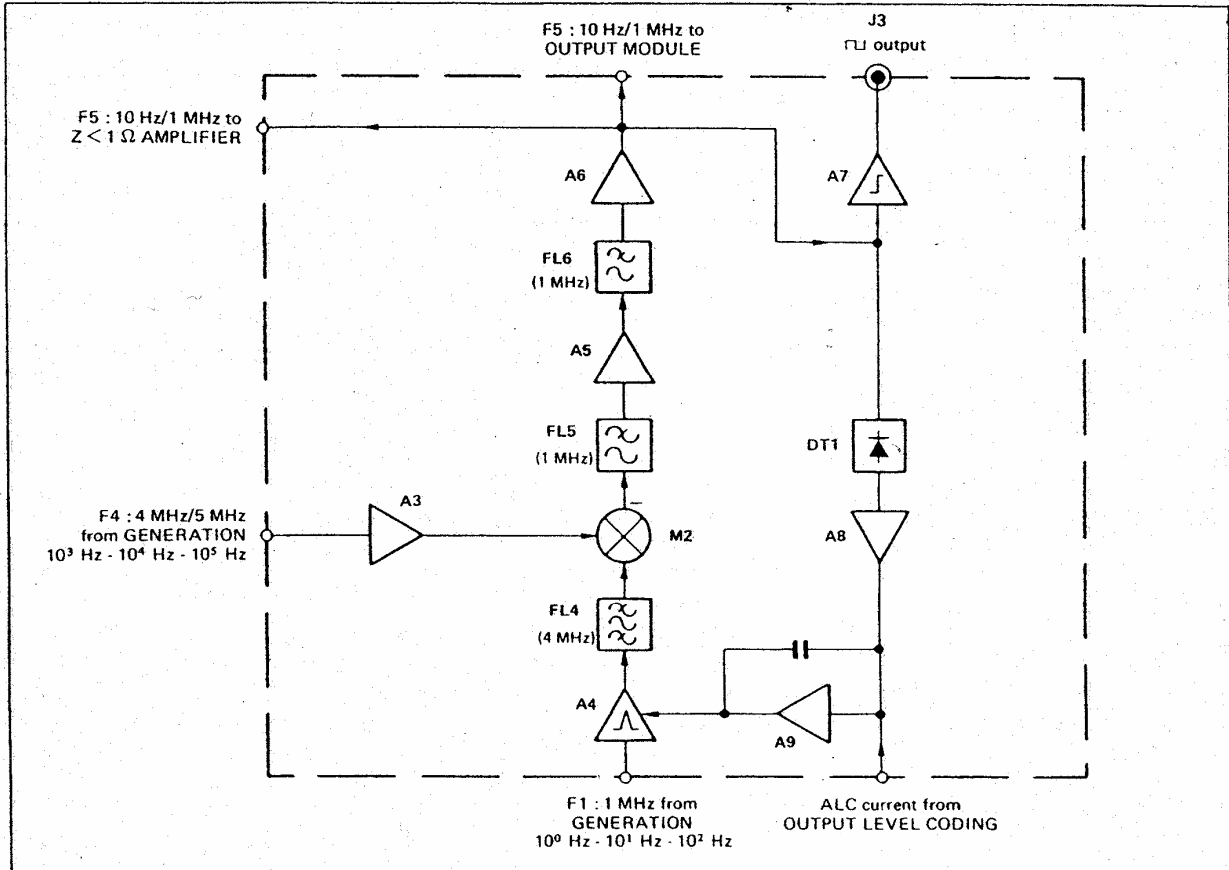 F5 : 10 Hz/1 MHz to
OUTPUT MODULE
J3
⊓⊔ output
F5 : 10 Hz/1 MHz to
Z < 1 Ω AMPLIFIER
A6
A7
FL6
(1 MHz)
A5
FL5
(1 MHz)
DT1
A3
–
F4 : 4 MHz/5 MHz
from GENERATION
10³ Hz - 10⁴ Hz - 10⁵ Hz
M2
A8
FL4
(4 MHz)
A4
A9
F1 : 1 MHz from
GENERATION
10⁰ Hz - 10¹ Hz - 10² Hz
ALC current from
OUTPUT LEVEL CODING